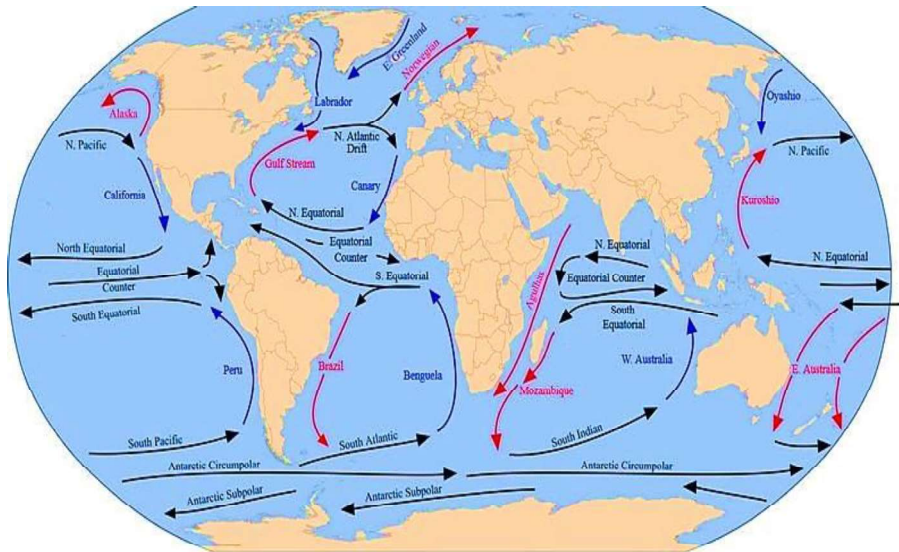 E. Greenland
Norwegian
Labrador
Oyashio
Alaska
N. Pacific
N. Atlantic
Drift
N. Pacific
Gulf Stream
California
Canary
Kuroshio
N. Equatorial
North Equatorial
Equatorial
Counter
N. Equatorial
N. Equatorial
Equatorial
Counter
S. Equatorial
Equatorial Counter
South Equatorial
Agulhas
South
Equatorial
Peru
Brazil
Benguela
W. Australia
E. Australia
Mozambique
South Pacific
South Atlantic
South Indian
Antarctic Circumpolar
Antarctic Circumpolar
Antarctic Subpolar
Antarctic Subpolar